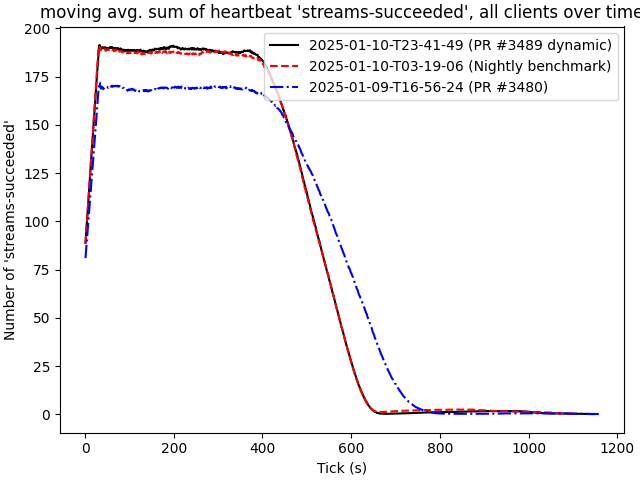 moving avg. sum of heartbeat 'streams-succeeded', all clients over time
2025-01-10-T23-41-49 (PR #3489 dynamic)
2025-01-10-T03-19-06 (Nightly benchmark)
2025-01-09-T16-56-24 (PR #3480)
Number of 'streams-succeeded'
200
175
150
125
100
75
50
25
0
0 200 400 600 800 1000 1200
Tick (s)